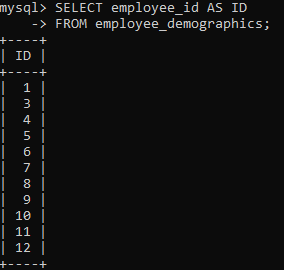 mysql> SELECT employee_id AS ID
    -> FROM employee_demographics;
+----+
| ID |
+----+
|  1 |
|  3 |
|  4 |
|  5 |
|  6 |
|  7 |
|  8 |
|  9 |
| 10 |
| 11 |
| 12 |
+----+